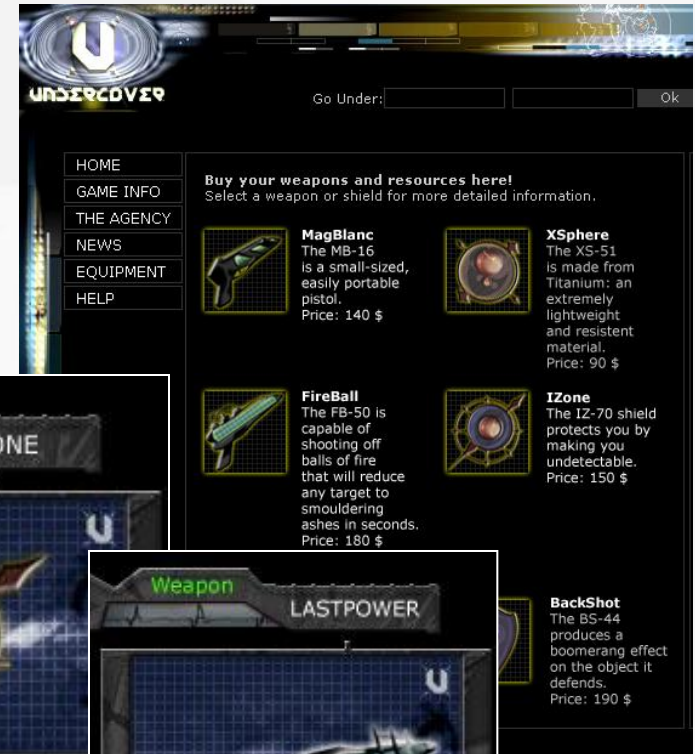 UNDERCOVER
Go Under:
Ok
HOME
GAME INFO
THE AGENCY
NEWS
EQUIPMENT
HELP
Buy your weapons and resources here!
Select a weapon or shield for more detailed information.
MagBlanc
The MB-16
is a small-sized,
easily portable
pistol.
Price: 140 $
XSphere
The XS-51
is made from
Titanium: an
extremely
lightweight
and resistent
material.
Price: 90 $
FireBall
The FB-50 is
capable of
shooting off
balls of fire
that will reduce
any target to
smouldering
ashes in seconds.
Price: 180 $
IZone
The IZ-70 shield
protects you by
making you
undetectable.
Price: 150 $
BackShot
The BS-44
produces a
boomerang effect
on the object it
defends.
Price: 190 $
ONE
U
Weapon
LASTPOWER
U